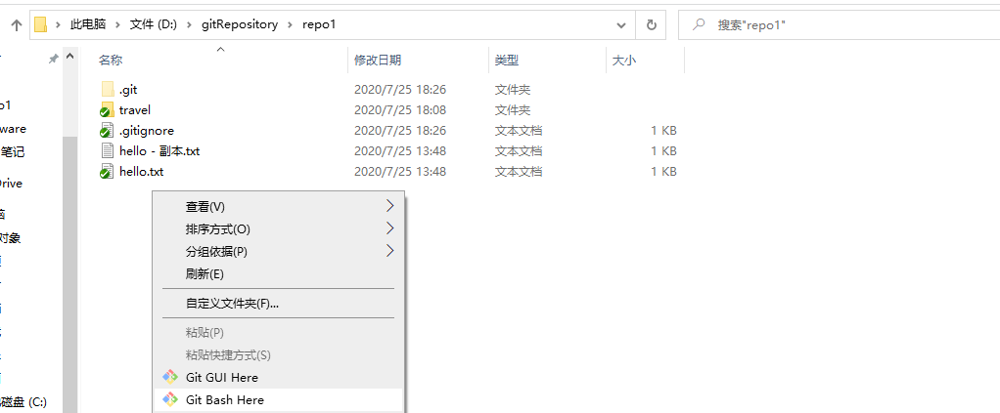 此电脑 > 文件 (D:) > gitRepository > repo1
搜索"repo1"
名称 修改日期 类型 大小
.git 2020/7/25 18:26 文件夹
travel 2020/7/25 18:08 文件夹
.gitignore 2020/7/25 18:26 文本文档 1 KB
hello - 副本.txt 2020/7/25 13:48 文本文档 1 KB
hello.txt 2020/7/25 13:48 文本文档 1 KB
po1
ware
笔记
Drive
对象
磁盘 (C:)
查看(V)
排序方式(O)
分组依据(P)
刷新(E)
自定义文件夹(F)...
粘贴(P)
粘贴快捷方式(S)
Git GUI Here
Git Bash Here